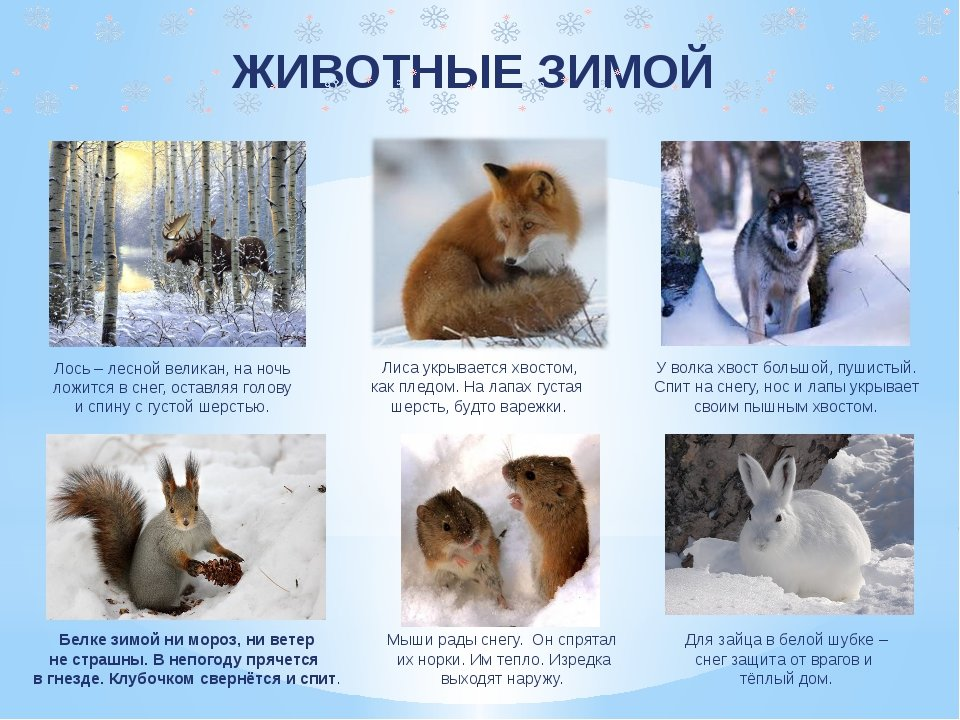 ЖИВОТНЫЕ ЗИМОЙ
Лось – лесной великан, на ночь
ложится в снег, оставляя голову
и спину с густой шерстью.
Лиса укрывается хвостом,
как пледом. На лапах густая
шерсть, будто варежки.
У волка хвост большой, пушистый.
Спит на снегу, нос и лапы укрывает
своим пышным хвостом.
Белке зимой ни мороз, ни ветер
не страшны. В непогоду прячется
в гнезде. Клубочком свернётся и спит.
Мыши рады снегу. Он спрятал
их норки. Им тепло. Изредка
выходят наружу.
Для зайца в белой шубке –
снег защита от врагов и
тёплый дом.